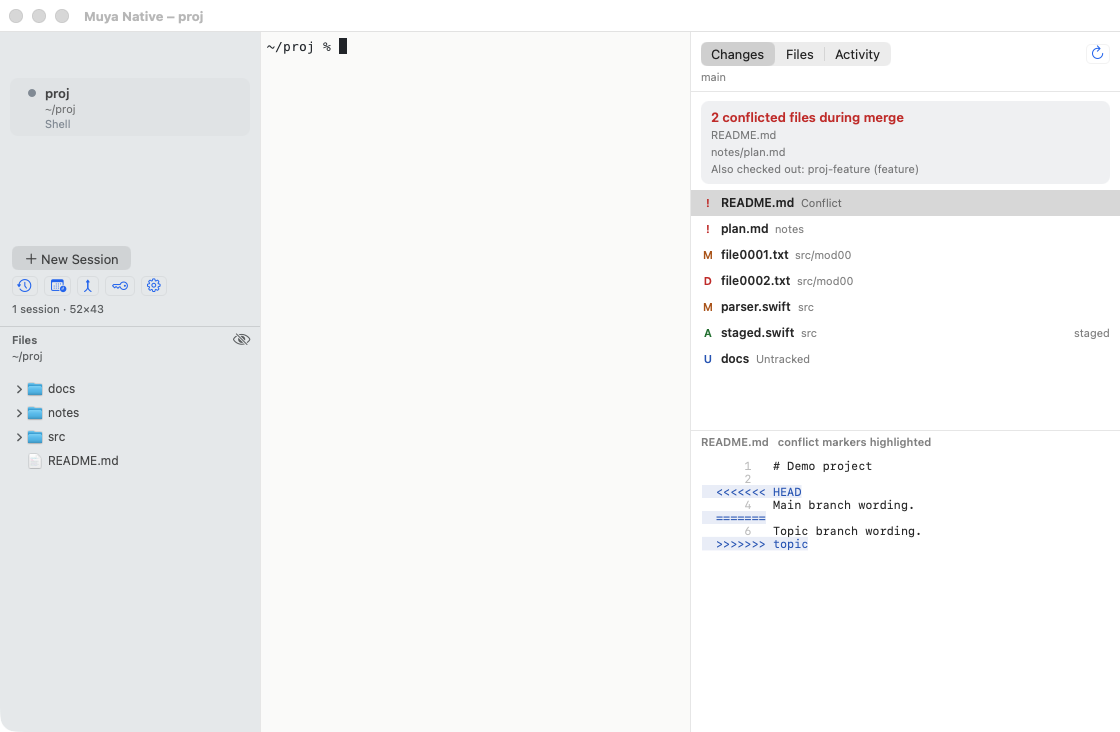 Muya Native – proj
proj
~/proj
Shell
+ New Session
1 session · 52×43
Files
~/proj
docs
notes
src
README.md
~/proj %
Changes Files Activity
main
2 conflicted files during merge
README.md
notes/plan.md
Also checked out: proj-feature (feature)
! README.md Conflict
! plan.md notes
M file0001.txt src/mod00
D file0002.txt src/mod00
M parser.swift src
A staged.swift src staged
U docs Untracked
README.md conflict markers highlighted
1 # Demo project
2
<<<<<<< HEAD
4 Main branch wording.
=======
6 Topic branch wording.
>>>>>>> topic